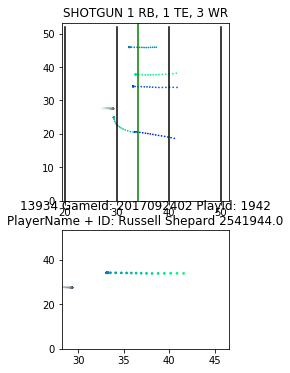 SHOTGUN 1 RB, 1 TE, 3 WR
50
40
30
20
10
0
20 30 40 50
13934 GameId: 2017092402 PlayId: 1942
PlayerName + ID: Russell Shepard 2541944.0
40
20
0
30 35 40 45